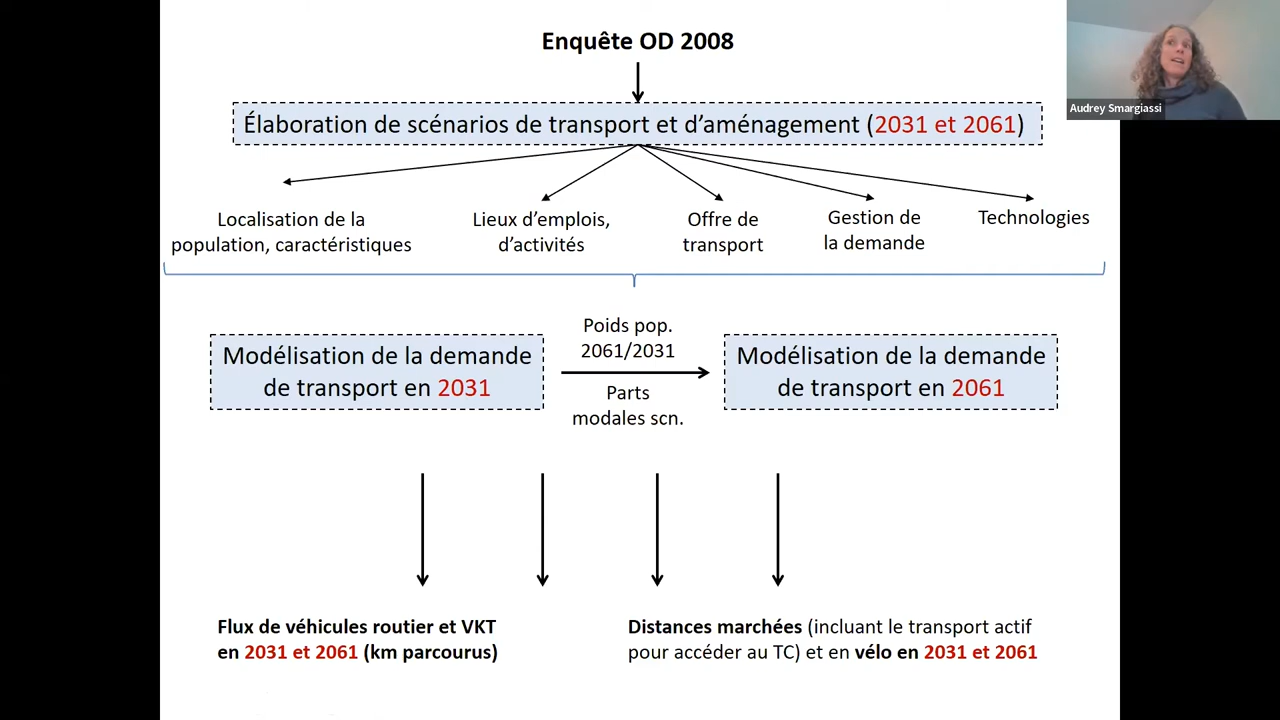 Enquête OD 2008
Audrey Smargiassi
Élaboration de scénarios de transport et d’aménagement (2031 et 2061)
Localisation de la
population, caractéristiques
Lieux d’emplois,
d’activités
Offre de
transport
Gestion de
la demande
Technologies
Modélisation de la demande
de transport en 2031
Poids pop.
2061/2031
Parts
modales scn.
Modélisation de la demande
de transport en 2061
Flux de véhicules routier et VKT
en 2031 et 2061 (km parcourus)
Distances marchées (incluant le transport actif
pour accéder au TC) et en vélo en 2031 et 2061